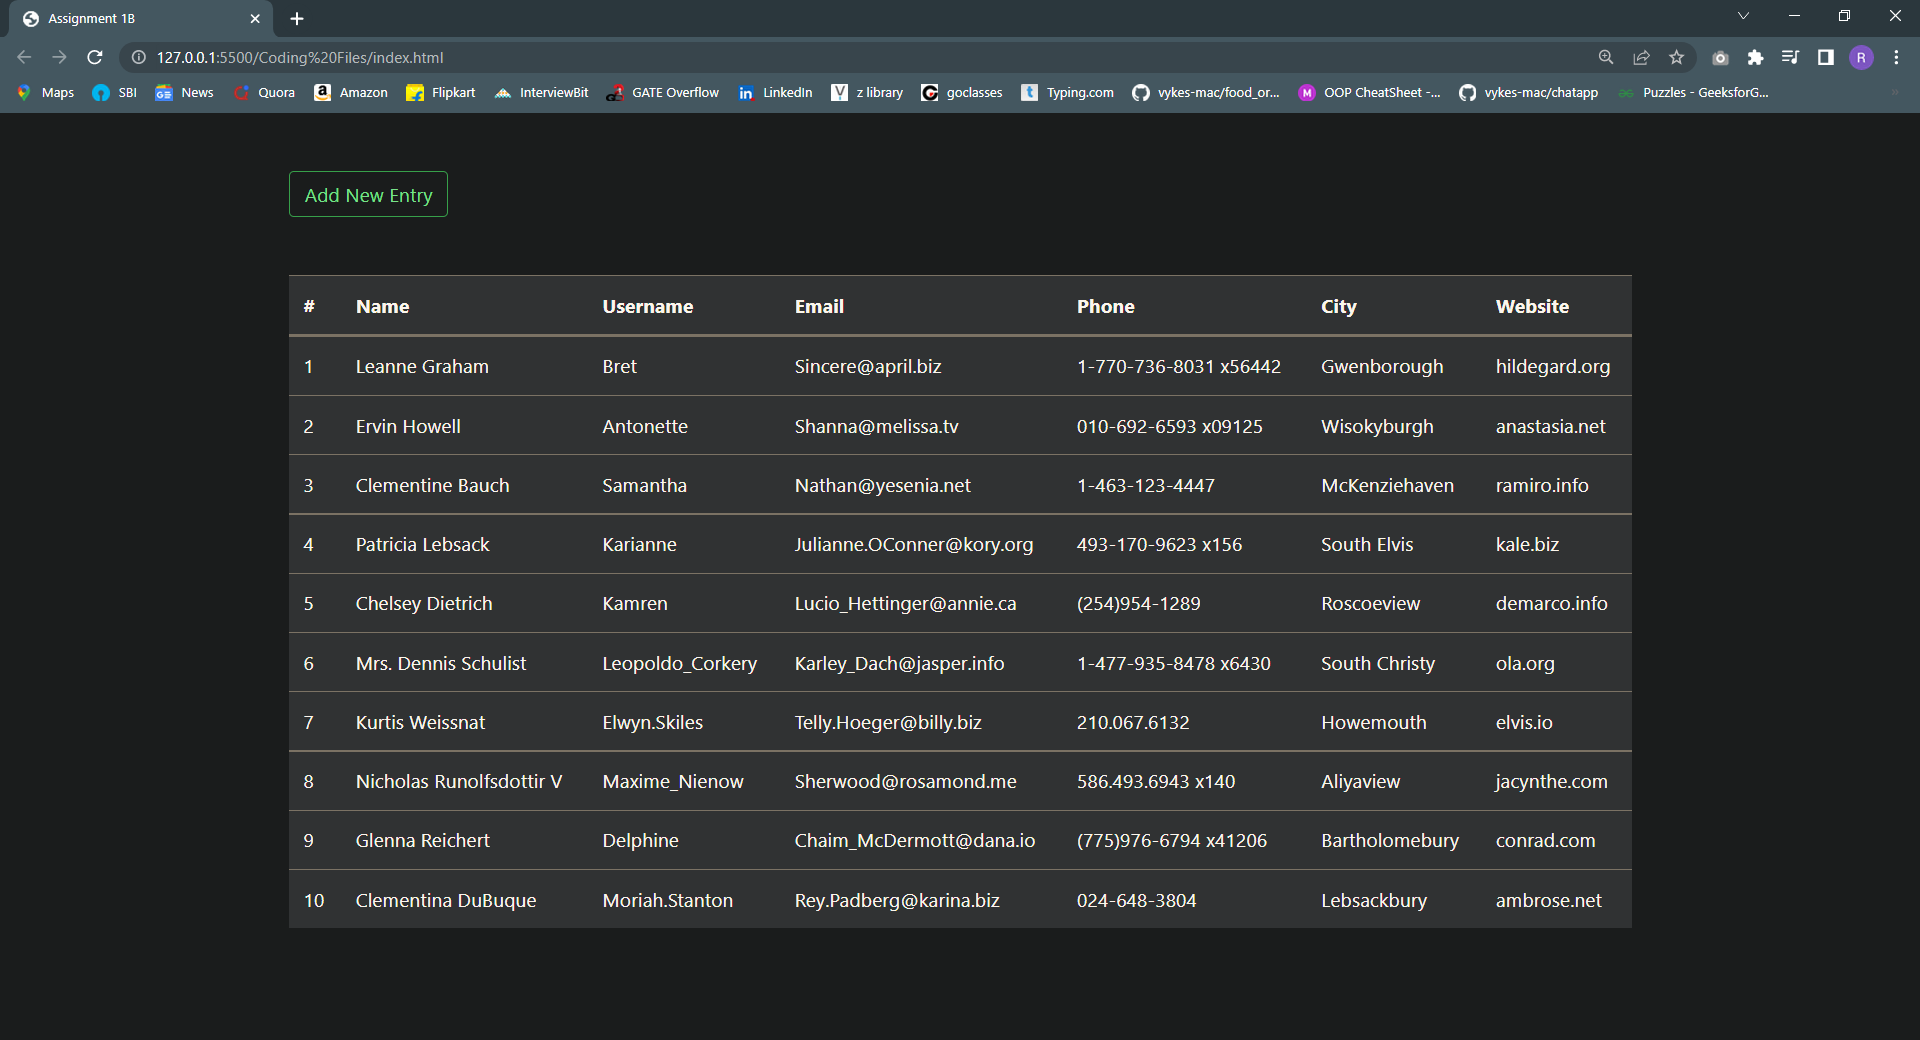 Assignment 1B
127.0.0.1:5500/Coding%20Files/index.html
R
Maps SBI News Quora Amazon Flipkart InterviewBit GATE Overflow LinkedIn z library goclasses Typing.com vykes-mac/food_or... OOP CheatSheet -... vykes-mac/chatapp Puzzles - GeeksforG...
Add New Entry
# Name Username Email Phone City Website
1 Leanne Graham Bret Sincere@april.biz 1-770-736-8031 x56442 Gwenborough hildegard.org
2 Ervin Howell Antonette Shanna@melissa.tv 010-692-6593 x09125 Wisokyburgh anastasia.net
3 Clementine Bauch Samantha Nathan@yesenia.net 1-463-123-4447 McKenziehaven ramiro.info
4 Patricia Lebsack Karianne Julianne.OConner@kory.org 493-170-9623 x156 South Elvis kale.biz
5 Chelsey Dietrich Kamren Lucio_Hettinger@annie.ca (254)954-1289 Roscoeview demarco.info
6 Mrs. Dennis Schulist Leopoldo_Corkery Karley_Dach@jasper.info 1-477-935-8478 x6430 South Christy ola.org
7 Kurtis Weissnat Elwyn.Skiles Telly.Hoeger@billy.biz 210.067.6132 Howemouth elvis.io
8 Nicholas Runolfsdottir V Maxime_Nienow Sherwood@rosamond.me 586.493.6943 x140 Aliyaview jacynthe.com
9 Glenna Reichert Delphine Chaim_McDermott@dana.io (775)976-6794 x41206 Bartholomebury conrad.com
10 Clementina DuBuque Moriah.Stanton Rey.Padberg@karina.biz 024-648-3804 Lebsackbury ambrose.net